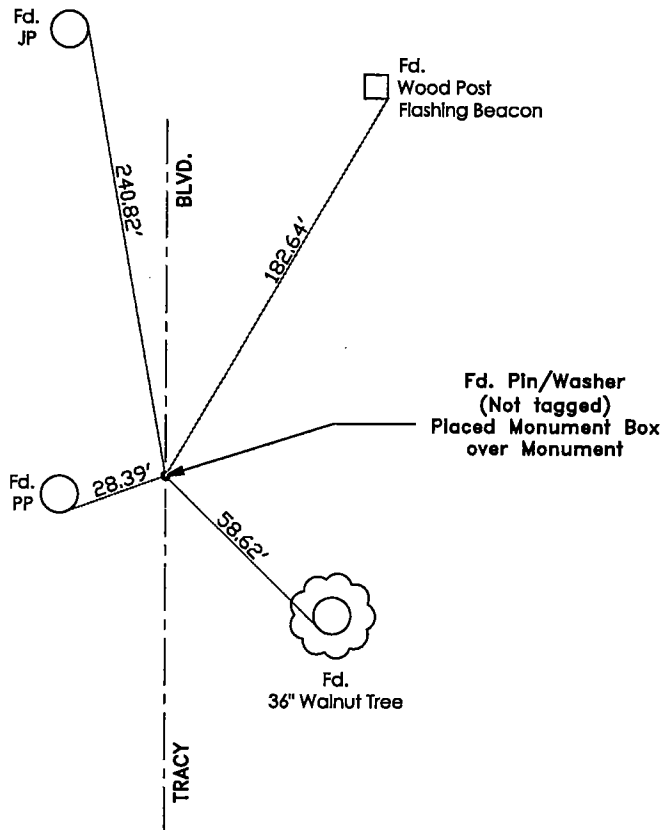 Fd.
JP
Fd.
Wood Post
Flashing Beacon
BLVD.
240.82'
182.64'
Fd. Pin/Washer
(Not tagged)
Placed Monument Box
over Monument
Fd.
PP
28.39'
58.62'
Fd.
36" Walnut Tree
TRACY